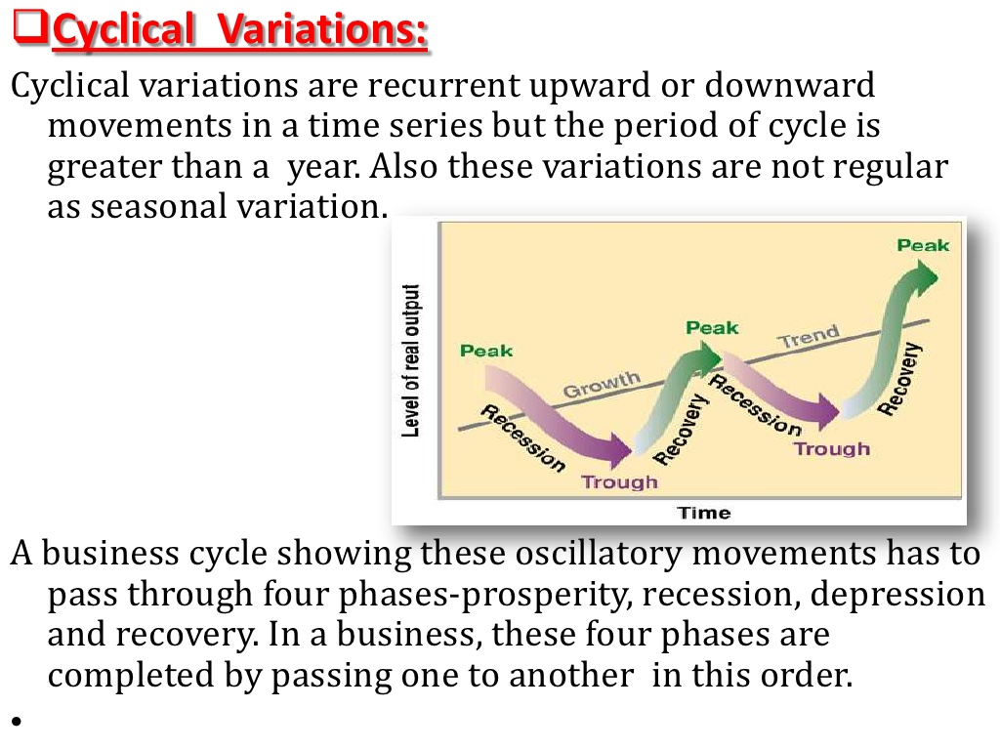 Cyclical Variations:
Cyclical variations are recurrent upward or downward
movements in a time series but the period of cycle is
greater than a year. Also these variations are not regular
as seasonal variation.
Peak
Peak
Peak
Level of real output
Growth
Trend
Recession
Recovery
Recession
Recovery
Trough
Trough
Time
A business cycle showing these oscillatory movements has to
pass through four phases-prosperity, recession, depression
and recovery. In a business, these four phases are
completed by passing one to another in this order.